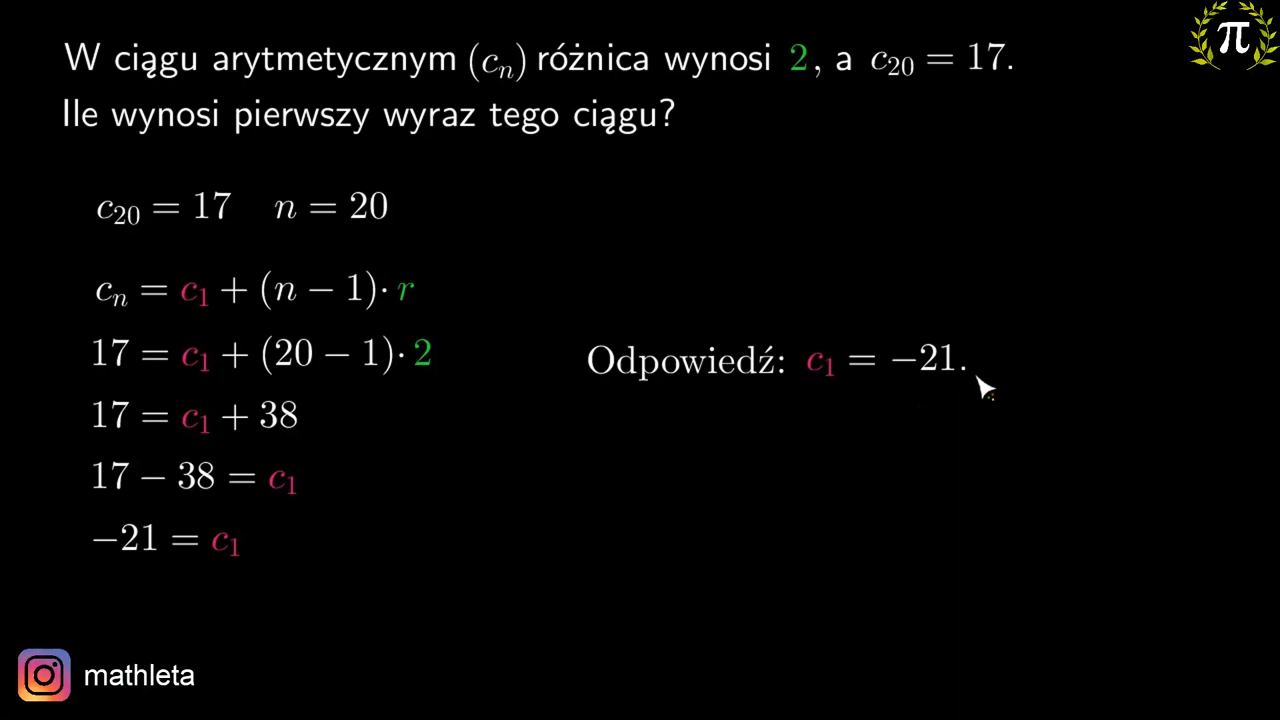 W ciągu arytmetycznym (cₙ) różnica wynosi 2, a c₂₀ = 17.
Ile wynosi pierwszy wyraz tego ciągu?
c₂₀ = 17 n = 20
cₙ = c₁ + (n − 1)· r
17 = c₁ + (20 − 1)· 2
17 = c₁ + 38
17 − 38 = c₁
−21 = c₁
Odpowiedź: c₁ = −21.
π
mathleta